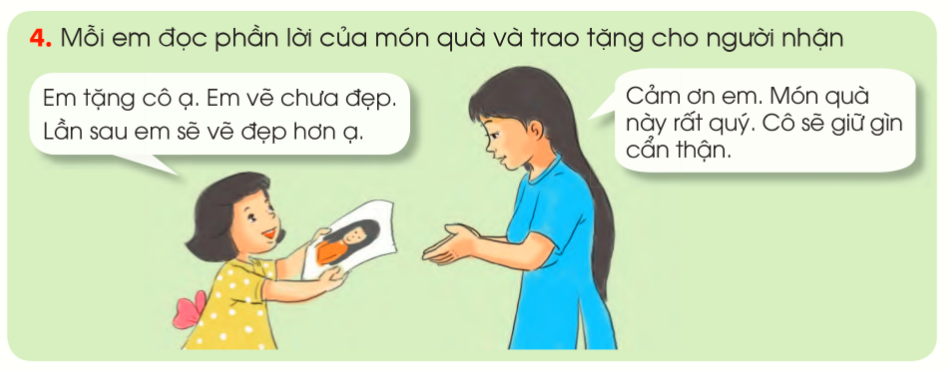 4. Mỗi em đọc phần lời của món quà và trao tặng cho người nhận
Em tặng cô ạ. Em vẽ chưa đẹp.
Lần sau em sẽ vẽ đẹp hơn ạ.
Cảm ơn em. Món quà
này rất quý. Cô sẽ giữ gìn
cẩn thận.